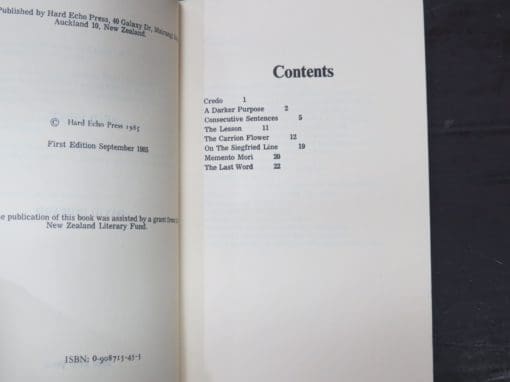 Published by Hard Echo Press, 40 Galaxy Dr, Mairangi
Auckland 10, New Zealand.
© Hard Echo Press 1985
First Edition September 1985
e publication of this book was assisted by a grant from
New Zealand Literary Fund.
ISBN: 0-908715-45-5
Contents
Credo 1
A Darker Purpose 2
Consecutive Sentences 5
The Lesson 11
The Carrion Flower 12
On The Siegfried Line 19
Memento Mori 20
The Last Word 22